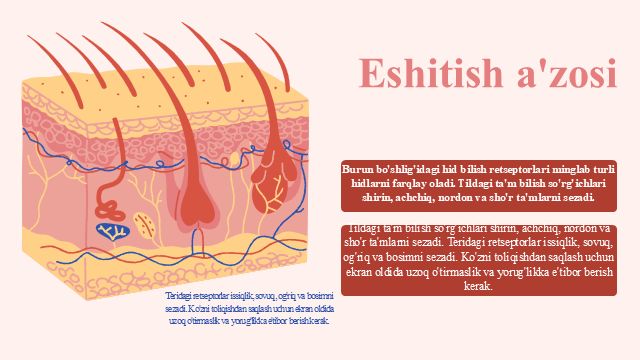 Eshitish a'zosi
Burun bo'shlig'idagi hid bilish retseptorlari minglab turli
hidlarni farqlay oladi. Tildagi ta'm bilish so'rg'ichlari
shirin, achchiq, nordon va sho'r ta'mlarni sezadi.
Tildagi ta'm bilish so'rg'ichlari shirin, achchiq, nordon va
sho'r ta'mlarni sezadi. Teridagi retseptorlar issiqlik, sovuq,
og'riq va bosimni sezadi. Ko'zni toliqishdan saqlash uchun
ekran oldida uzoq o'tirmaslik va yorug'likka e'tibor berish
kerak.
Teridagi retseptorlar issiqlik, sovuq, og'riq va bosimni
sezadi. Ko'zni toliqishdan saqlash uchun ekran oldida
uzoq o'tirmaslik va yorug'likka e'tibor berish kerak.